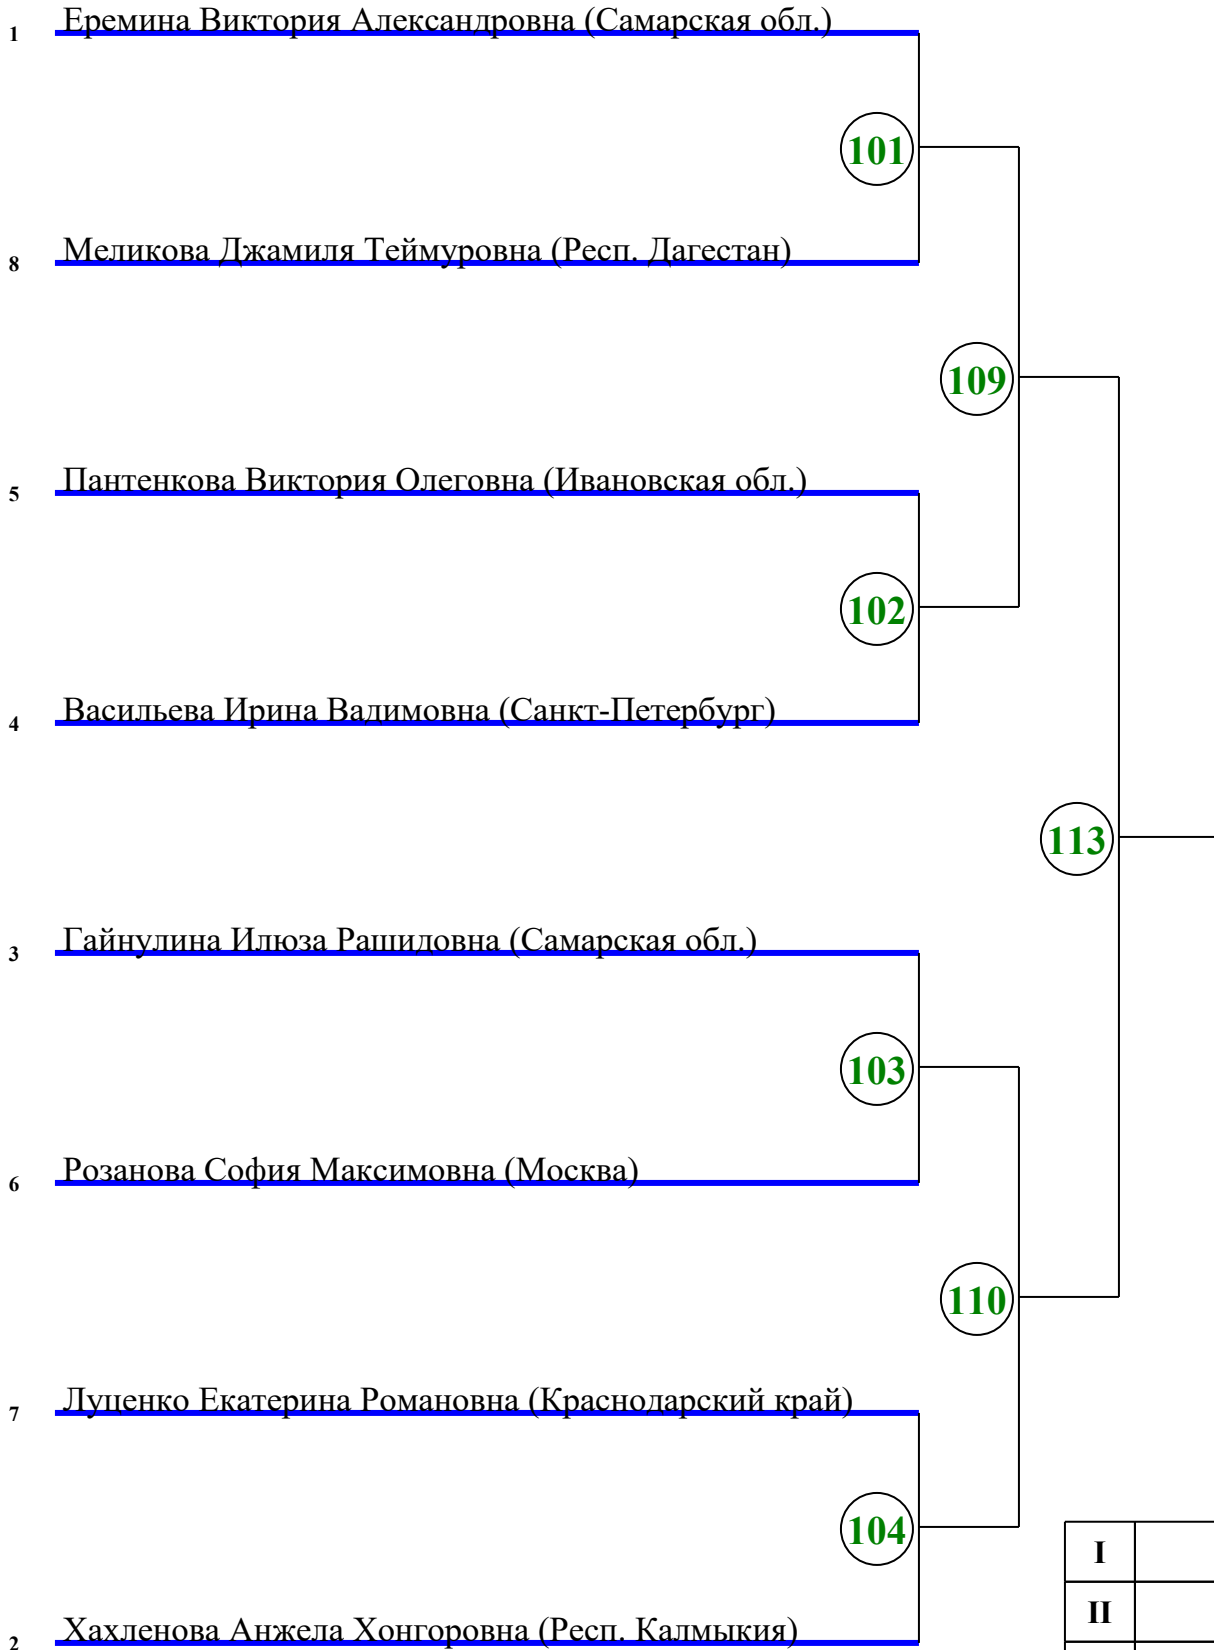 1 Еремина Виктория Александровна (Самарская обл.)
101
8 Меликова Джамиля Теймуровна (Респ. Дагестан)
109
5 Пантенкова Виктория Олеговна (Ивановская обл.)
102
4 Васильева Ирина Вадимовна (Санкт-Петербург)
113
3 Гайнулина Илюза Рашидовна (Самарская обл.)
103
6 Розанова София Максимовна (Москва)
110
7 Луценко Екатерина Романовна (Краснодарский край)
104
I
II
2 Хахленова Анжела Хонгоровна (Респ. Калмыкия)